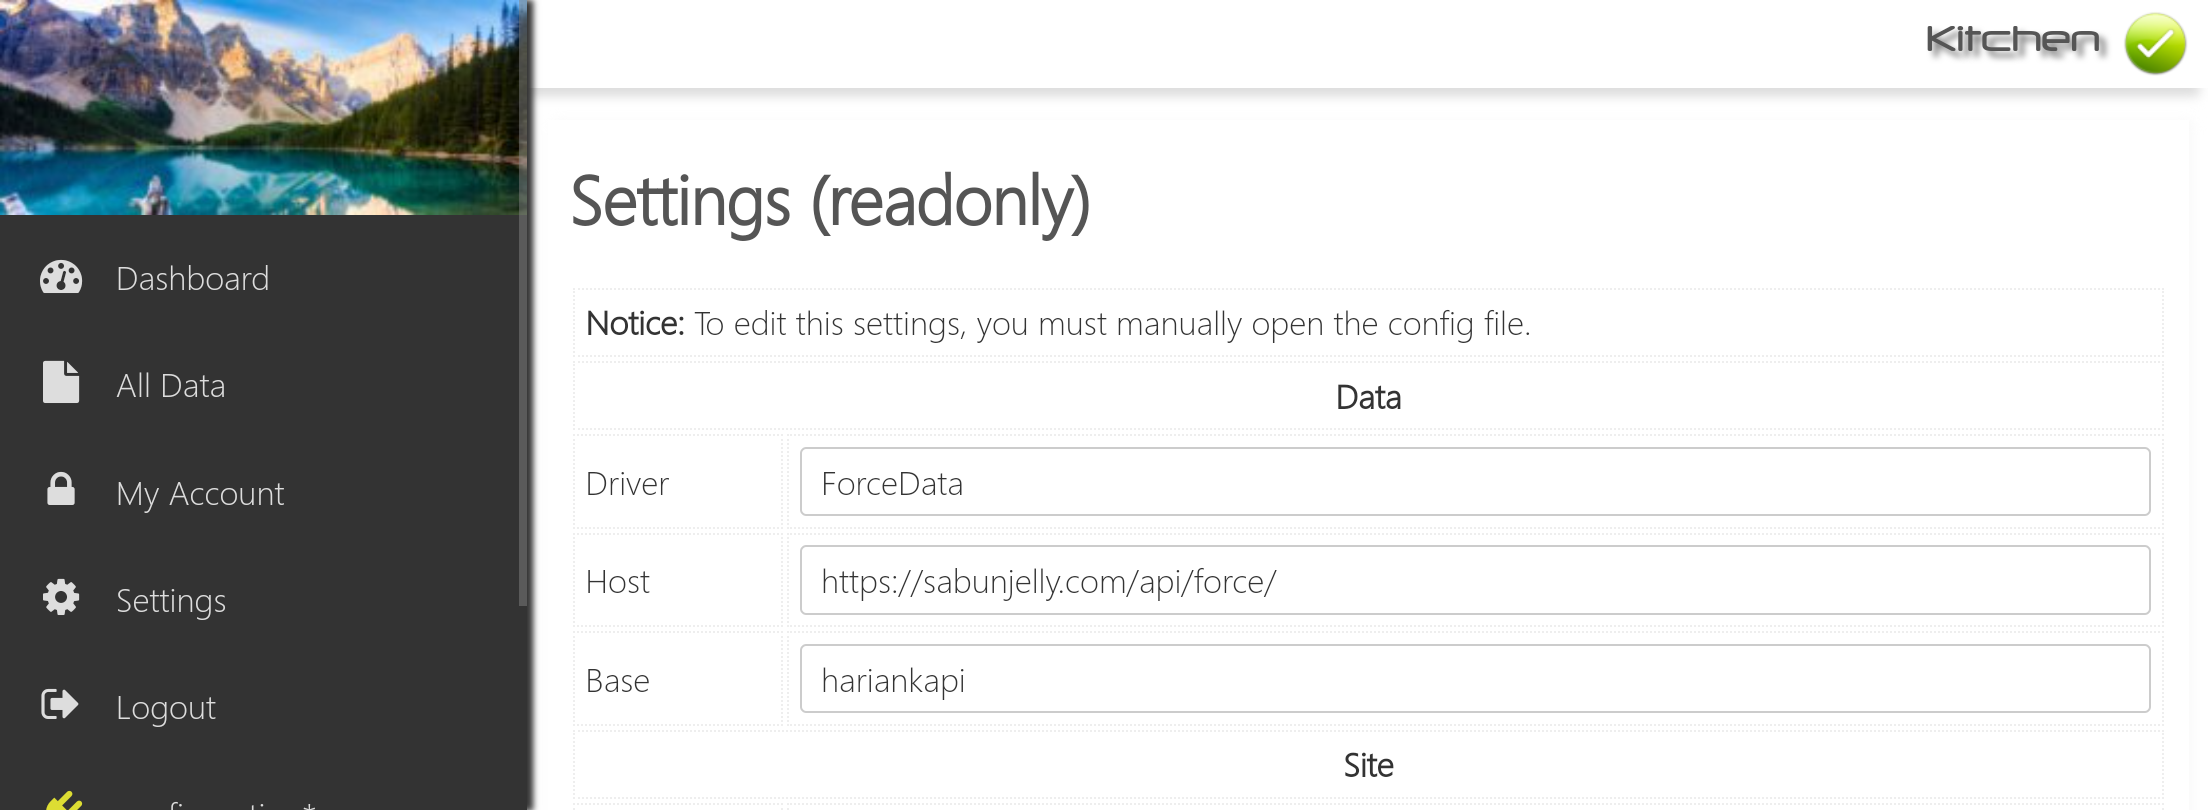 Kitchen
Dashboard
All Data
My Account
Settings
Logout
Settings (readonly)
Notice: To edit this settings, you must manually open the config file.
Data
Driver ForceData
Host https://sabunjelly.com/api/force/
Base hariankapi
Site